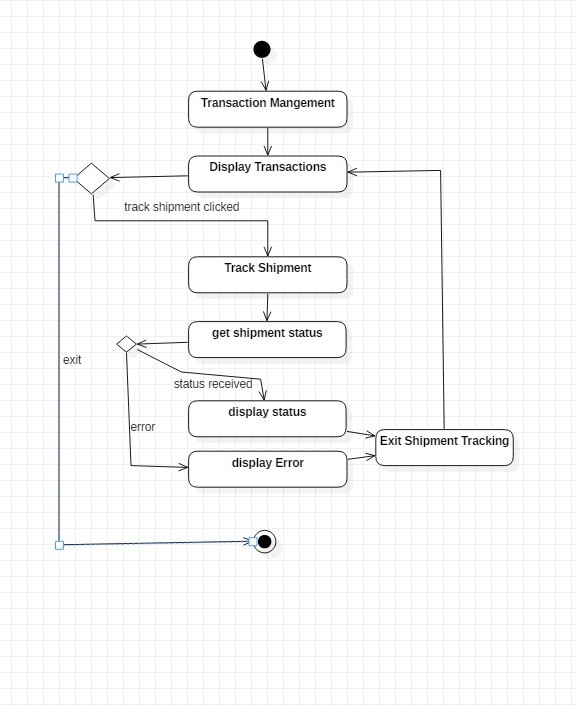 Transaction Mangement
Display Transactions
track shipment clicked
Track Shipment
get shipment status
exit
status received
display status
error
Exit Shipment Tracking
display Error